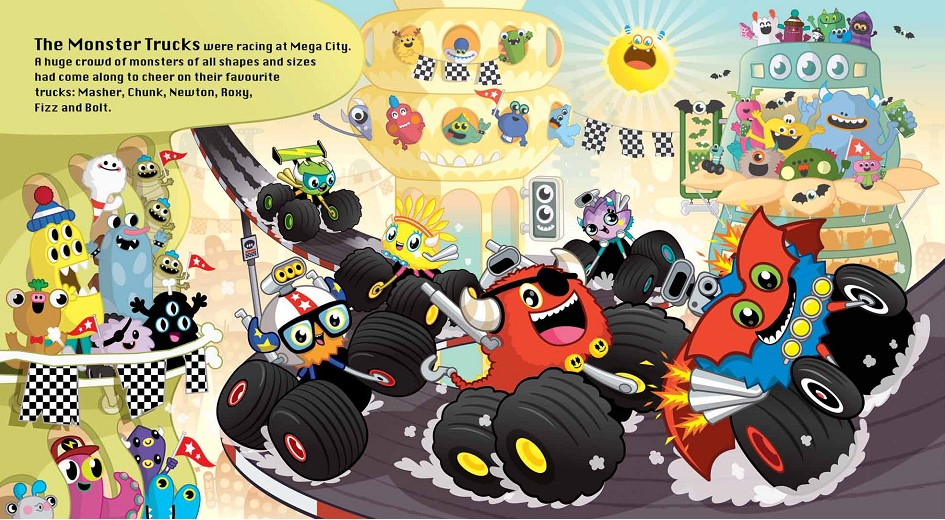 The Monster Trucks were racing at Mega City.
A huge crowd of monsters of all shapes and sizes
had come along to cheer on their favourite
trucks: Masher, Chunk, Newton, Roxy,
Fizz and Bolt.